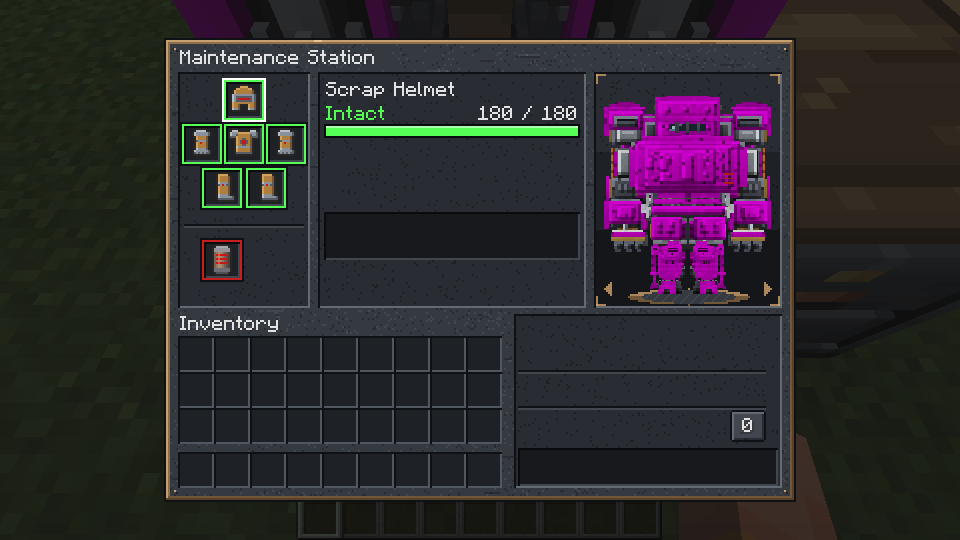 Maintenance Station
Scrap Helmet
Intact 180 / 180
Inventory
0